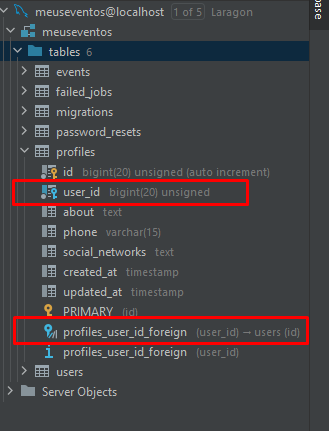 meuseventos@localhost 1 of 5 Laragon
meuseventos
tables 6
events
failed_jobs
migrations
password_resets
profiles
id bigint(20) unsigned (auto increment)
user_id bigint(20) unsigned
about text
phone varchar(15)
social_networks text
created_at timestamp
updated_at timestamp
PRIMARY (id)
profiles_user_id_foreign (user_id) → users (id)
profiles_user_id_foreign (user_id)
users
Server Objects
base